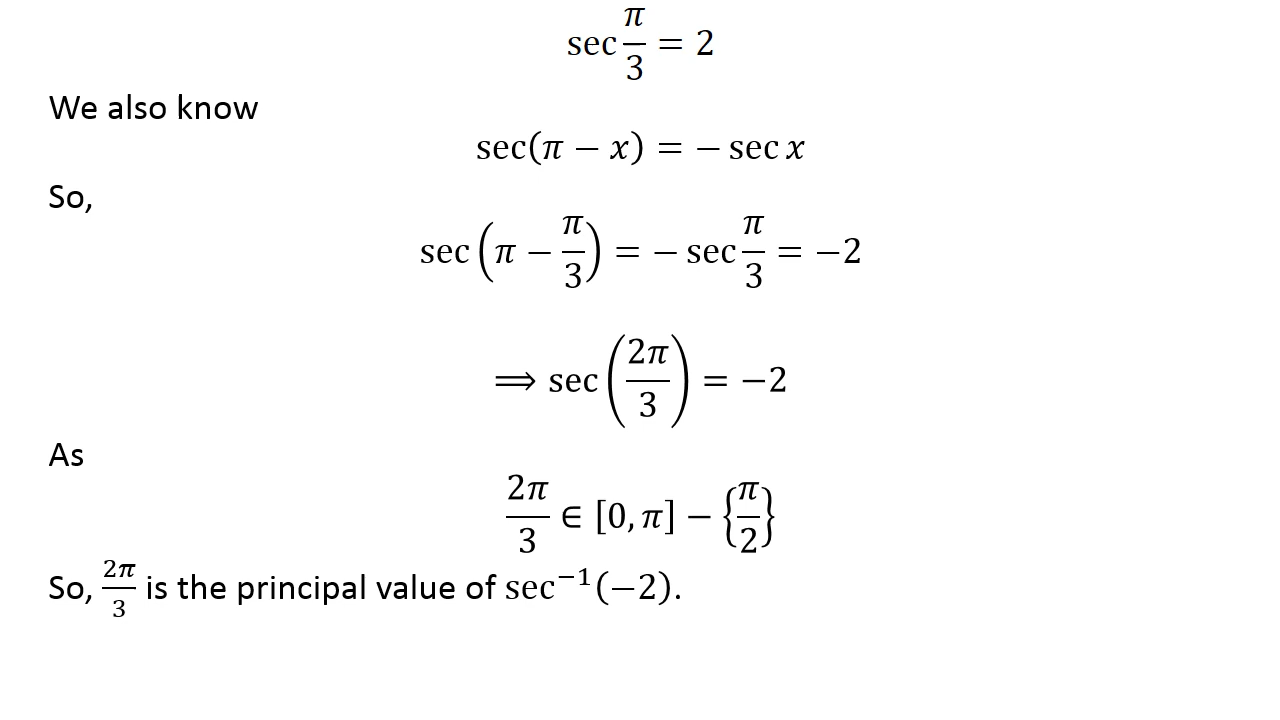 sec π/3 = 2
We also know
sec(π − x) = − sec x
So,
sec (π − π/3) = − sec π/3 = −2
⟹ sec (2π/3) = −2
As
2π/3 ∈ [0, π] − {π/2}
So, 2π/3 is the principal value of sec⁻¹(−2).